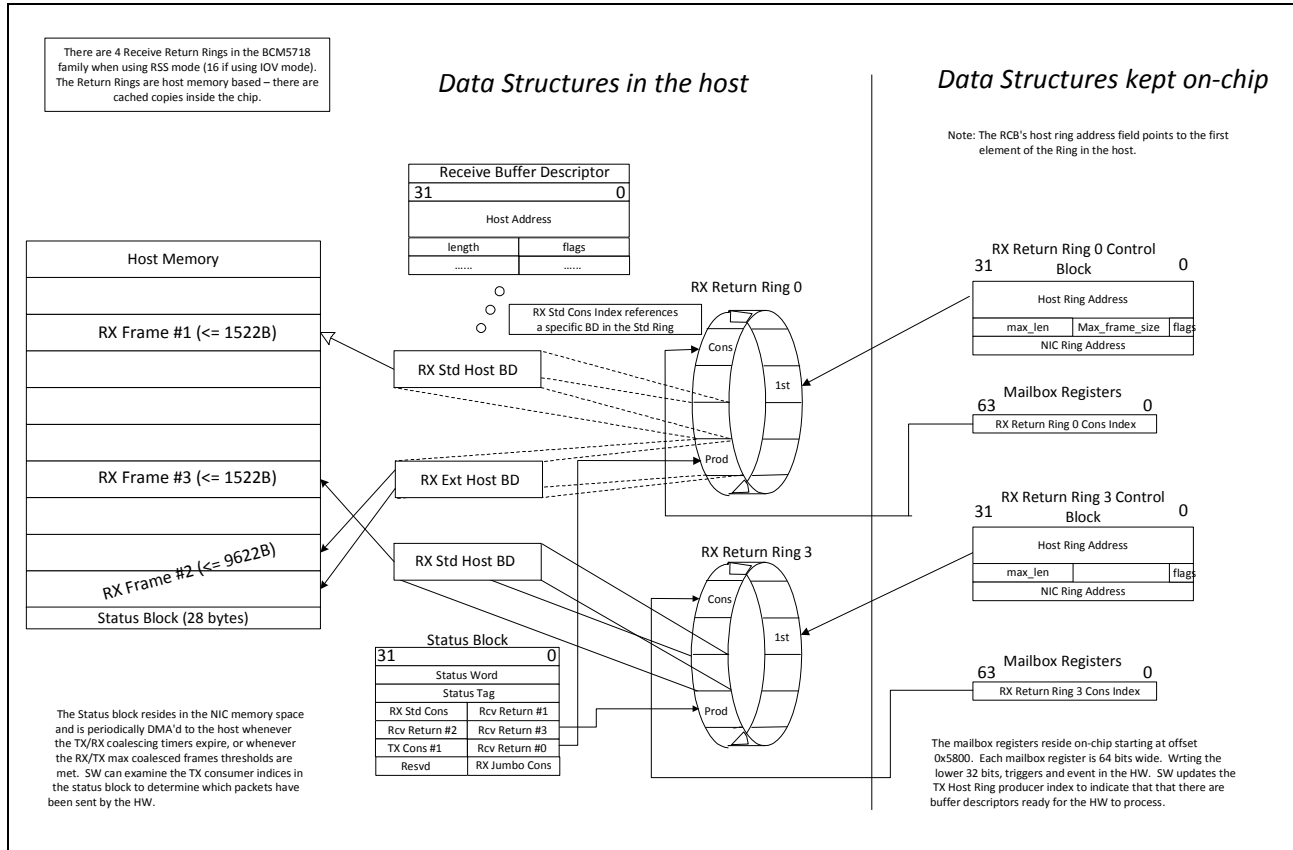 There are 4 Receive Return Rings in the BCM5718
family when using RSS mode (16 if using IOV mode).
The Return Rings are host memory based – there are
cached copies inside the chip.
Data Structures in the host
Data Structures kept on-chip
Note: The RCB's host ring address field points to the first
element of the Ring in the host.
Receive Buffer Descriptor
31 0
Host Address
length flags
...... ......
Host Memory
RX Frame #1 (<= 1522B)
RX Frame #3 (<= 1522B)
RX Frame #2 (<= 9622B)
Status Block (28 bytes)
RX Std Cons Index references
a specific BD in the Std Ring
RX Std Host BD
RX Ext Host BD
RX Std Host BD
RX Return Ring 0
Cons
1st
Prod
RX Return Ring 3
Cons
1st
Prod
RX Return Ring 0 Control
Block
31 0
Host Ring Address
max_len Max_frame_size flags
NIC Ring Address
Mailbox Registers
63 0
RX Return Ring 0 Cons Index
RX Return Ring 3 Control
Block
31 0
Host Ring Address
max_len flags
NIC Ring Address
Mailbox Registers
63 0
RX Return Ring 3 Cons Index
Status Block
31 0
Status Word
Status Tag
RX Std Cons Rcv Return #1
Rcv Return #2 Rcv Return #3
TX Cons #1 Rcv Return #0
Resvd RX Jumbo Cons
The Status block resides in the NIC memory space
and is periodically DMA'd to the host whenever
the TX/RX coalescing timers expire, or whenever
the RX/TX max coalesced frames thresholds are
met. SW can examine the TX consumer indices in
the status block to determine which packets have
been sent by the HW.
The mailbox registers reside on-chip starting at offset
0x5800. Each mailbox register is 64 bits wide. Wrting the
lower 32 bits, triggers and event in the HW. SW updates the
TX Host Ring producer index to indicate that that there are
buffer descriptors ready for the HW to process.